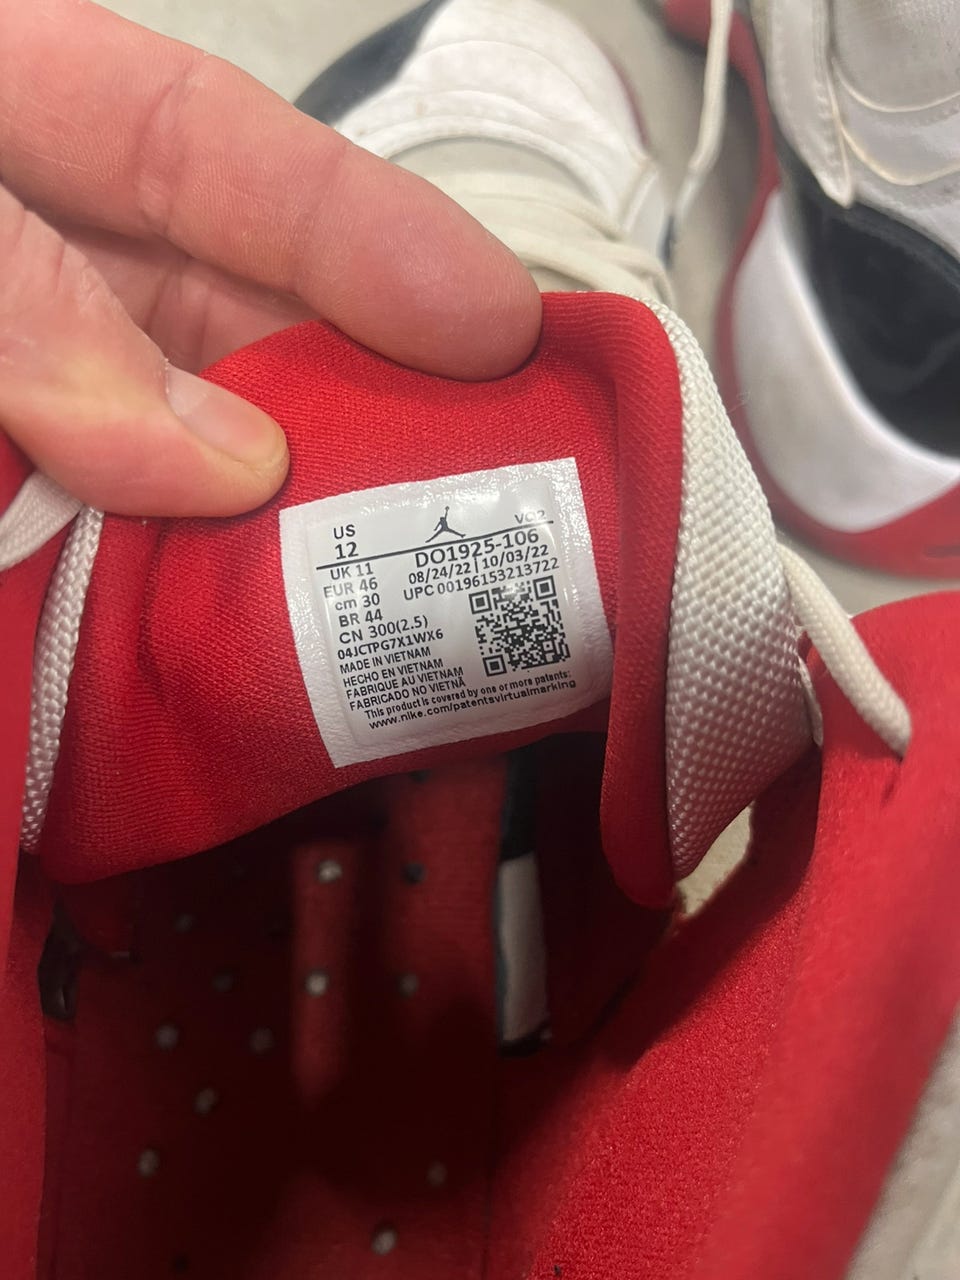 US
12
VO2
DO1925-106
UK 11
08/24/22 | 10/03/22
EUR 46
UPC 00196153213722
cm 30
BR 44
CN 300(2.5)
04JCTPG7X1WX6
MADE IN VIETNAM
HECHO EN VIETNAM
FABRIQUE AU VIETNAM
FABRICADO NO VIETNÃ
This product is covered by one or more patents:
www.nike.com/patentsvirtualmarking